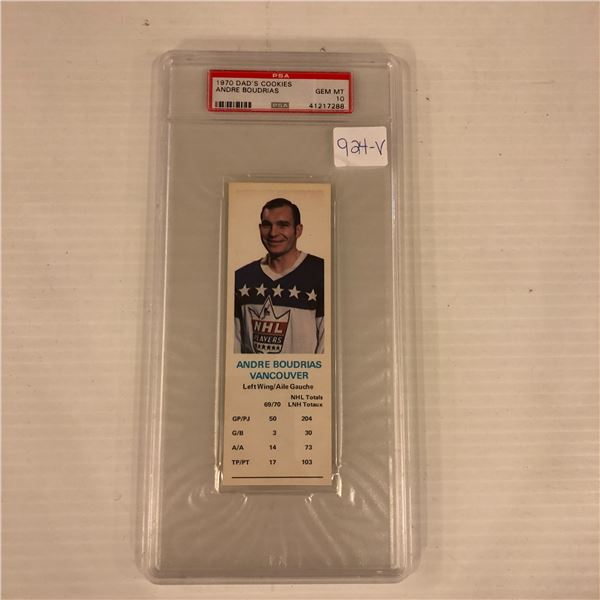 PSA
1970 DAD'S COOKIES GEM MT
ANDRE BOUDRIAS 10
PSA 41217288
924-V
NHL
PLAYERS
ANDRE BOUDRIAS
VANCOUVER
Left Wing/Aile Gauche
NHL Totals
69/70 LNH Totaux
GP/PJ 50 204
G/B 3 30
A/A 14 73
TP/PT 17 103